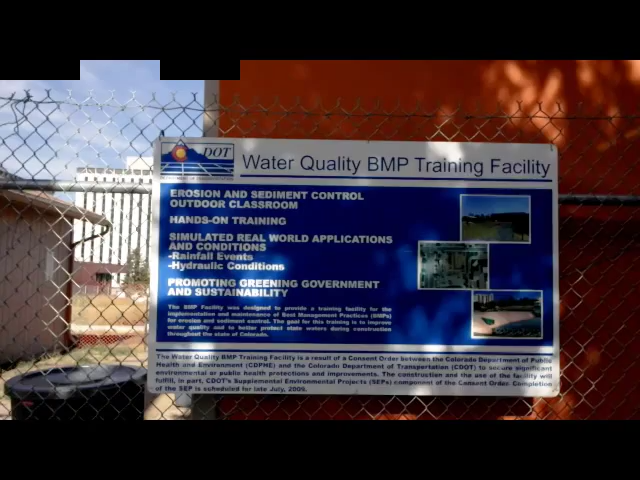 DOT
Water Quality BMP Training Facility
EROSION AND SEDIMENT CONTROL
OUTDOOR CLASSROOM
HANDS-ON TRAINING
SIMULATED REAL WORLD APPLICATIONS
AND CONDITIONS
-Rainfall Events
-Hydraulic Conditions
PROMOTING GREENING GOVERNMENT
AND SUSTAINABILITY
The BMP Facility was designed to provide a training facility for the
implementation and maintenance of Best Management Practices (BMPs)
for erosion and sediment control. The goal for this training is to improve
water quality and to better protect state waters during construction
throughout the state of Colorado.
The Water Quality BMP Training Facility is a result of a Consent Order between the Colorado Department of Public
Health and Environment (CDPHE) and the Colorado Department of Transportation (CDOT) to secure significant
environmental or public health protections and improvements. The construction and the use of the facility will
fulfill, in part, CDOT's Supplemental Environmental Projects (SEPs) component of the Consent Order. Completion
of the SEP is scheduled for late July, 2009.